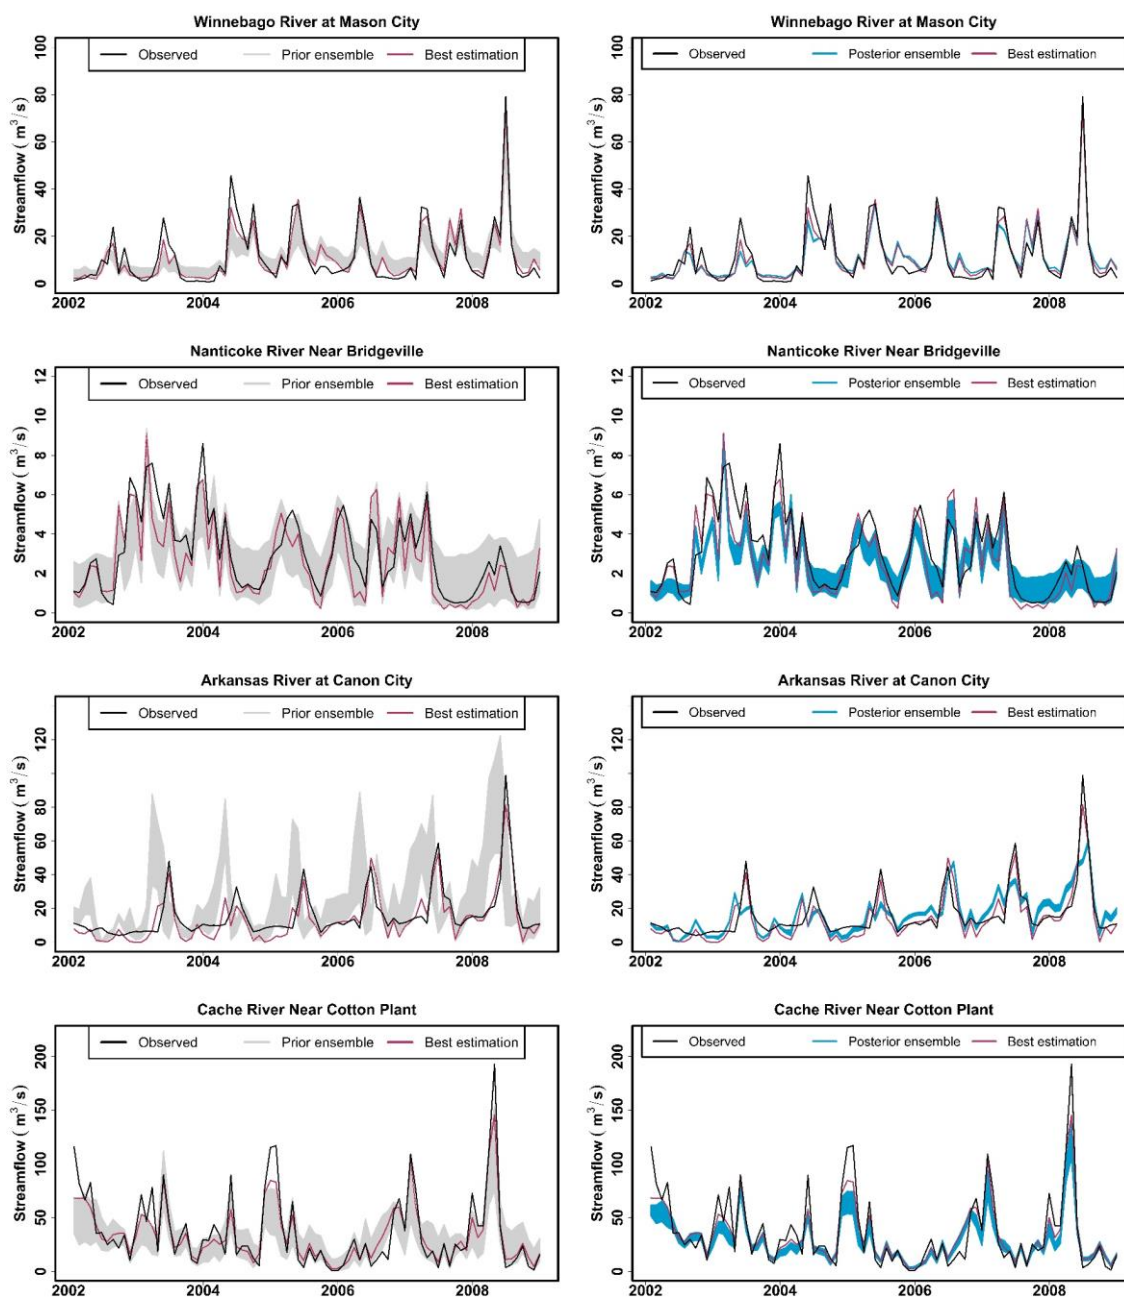 Winnebago River at Mason City
Observed Prior ensemble Best estimation
Streamflow ( m³/s )
100
80
60
40
20
0
2002 2004 2006 2008
Winnebago River at Mason City
Observed Posterior ensemble Best estimation
Streamflow ( m³/s )
100
80
60
40
20
0
2002 2004 2006 2008
Nanticoke River Near Bridgeville
Observed Prior ensemble Best estimation
Streamflow ( m³/s )
12
10
8
6
4
2
0
2002 2004 2006 2008
Nanticoke River Near Bridgeville
Observed Posterior ensemble Best estimation
Streamflow ( m³/s )
12
10
8
6
4
2
0
2002 2004 2006 2008
Arkansas River at Canon City
Observed Prior ensemble Best estimation
Streamflow ( m³/s )
120
80
60
40
20
0
2002 2004 2006 2008
Arkansas River at Canon City
Observed Posterior ensemble Best estimation
Streamflow ( m³/s )
120
80
60
40
20
0
2002 2004 2006 2008
Cache River Near Cotton Plant
Observed Prior ensemble Best estimation
Streamflow ( m³/s )
200
150
100
50
0
2002 2004 2006 2008
Cache River Near Cotton Plant
Observed Posterior ensemble Best estimation
Streamflow ( m³/s )
200
150
100
50
0
2002 2004 2006 2008